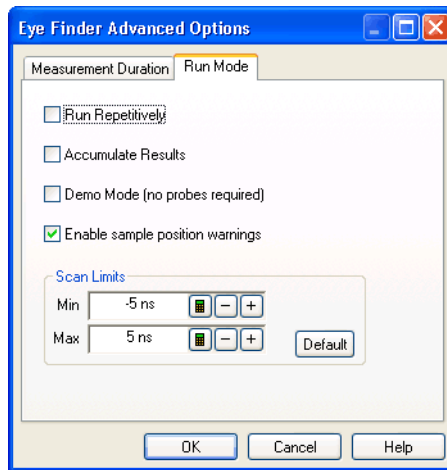 Eye Finder Advanced Options
Measurement Duration Run Mode
Run Repetitively
Accumulate Results
Demo Mode (no probes required)
Enable sample position warnings
Scan Limits
Min -5 ns - +
Max 5 ns - + Default
OK Cancel Help